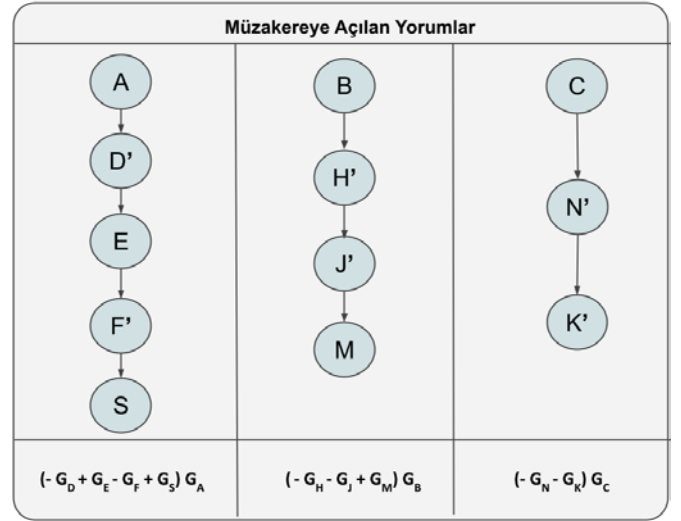 Müzakereye Açılan Yorumlar
A
D’
E
F’
S
B
H’
J’
M
C
N’
K’
(- G_D + G_E - G_F + G_S) G_A
(- G_H - G_J + G_M) G_B
(- G_N - G_K) G_C